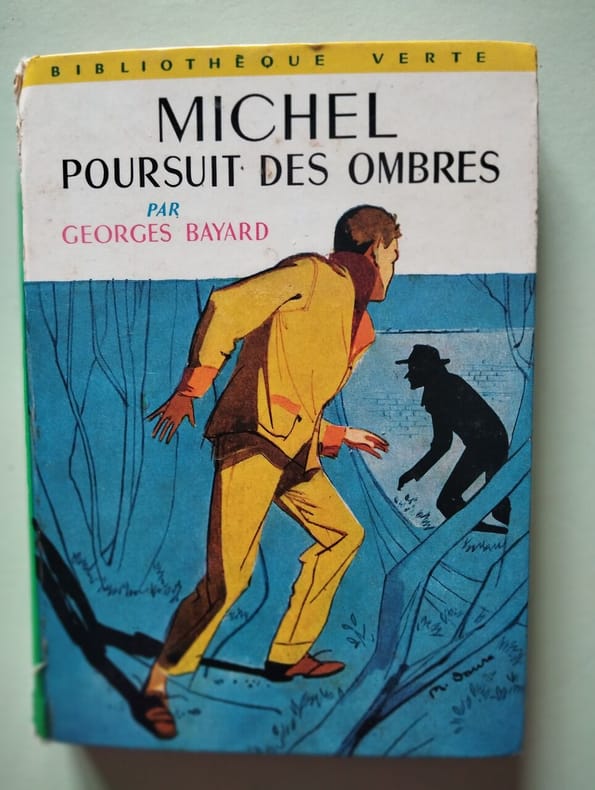 BIBLIOTHÈQUE VERTE
MICHEL
POURSUIT DES OMBRES
PAR
GEORGES BAYARD